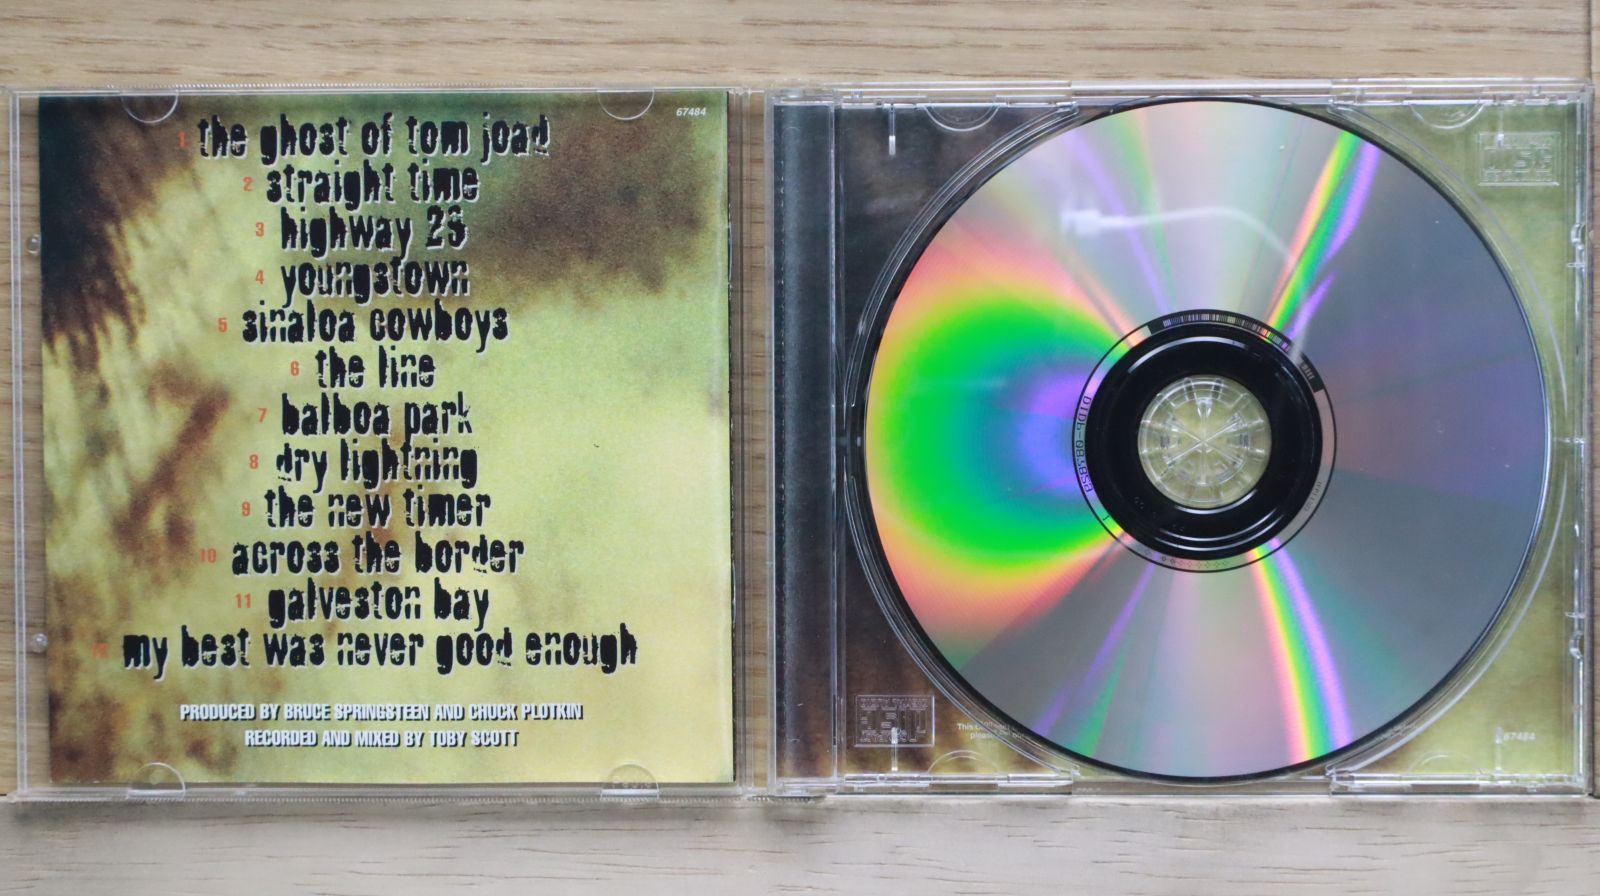 67484
1 the ghost of tom joad
2 straight time
3 highway 29
4 youngstown
5 sinaloa cowboys
6 the line
7 balboa park
8 dry lightning
9 the new timer
10 across the border
11 galveston bay
12 my best was never good enough
PRODUCED BY BRUCE SPRINGSTEEN AND CHUCK PLOTKIN
RECORDED AND MIXED BY TOBY SCOTT
This
please
67484